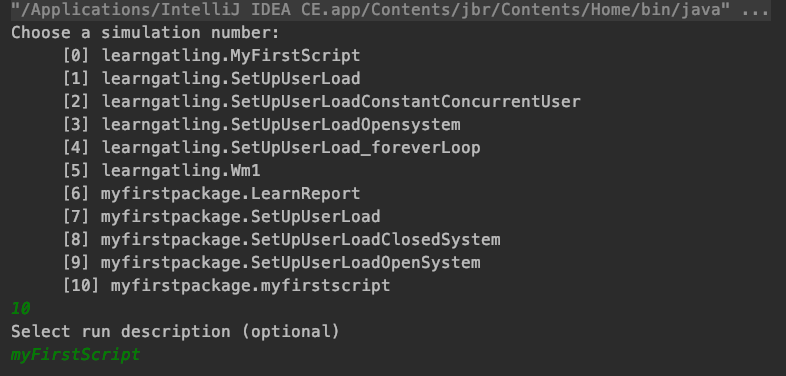 "/Applications/IntelliJ IDEA CE.app/Contents/jbr/Contents/Home/bin/java" ...
Choose a simulation number:
[0] learngatling.MyFirstScript
[1] learngatling.SetUpUserLoad
[2] learngatling.SetUpUserLoadConstantConcurrentUser
[3] learngatling.SetUpUserLoadOpensystem
[4] learngatling.SetUpUserLoad_foreverLoop
[5] learngatling.Wm1
[6] myfirstpackage.LearnReport
[7] myfirstpackage.SetUpUserLoad
[8] myfirstpackage.SetUpUserLoadClosedSystem
[9] myfirstpackage.SetUpUserLoadOpenSystem
[10] myfirstpackage.myfirstscript
10
Select run description (optional)
myFirstScript